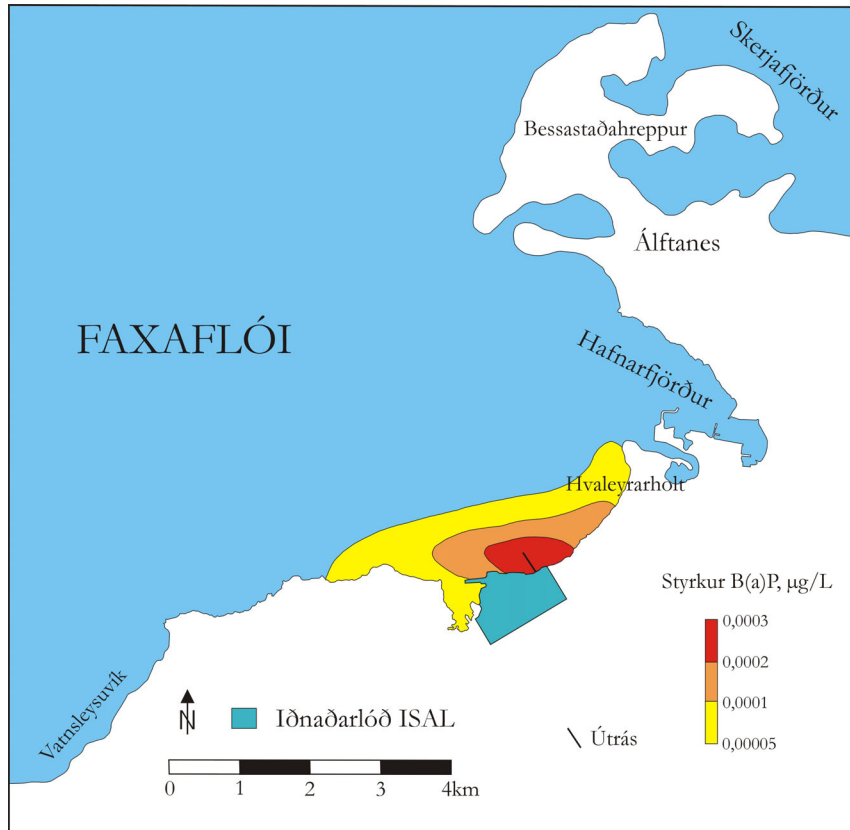 Skerjafjörður
Bessastaðahreppur
Álftanes
FAXAFLÓI
Hafnarfjörður
Hvaleyrarholt
Styrkur B(a)P, µg/L
0,0003
0,0002
0,0001
0,00005
Vatnsleysuvík
N
Iðnaðarlóð ISAL
Útrás
0 1 2 3 4km